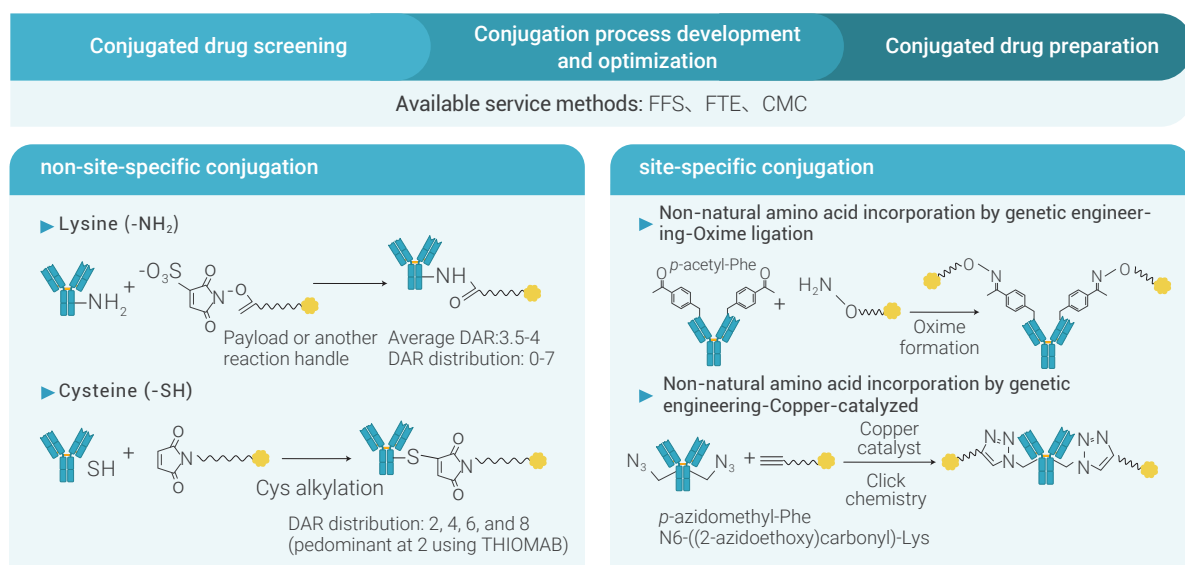 Conjugated drug screening
Conjugation process development
and optimization
Conjugated drug preparation
Available service methods: FFS、FTE、CMC
non-site-specific conjugation
Lysine (-NH₂)
NH₂
-O₃S
O
O
N
O
O
NH
O
Payload or another
reaction handle
Average DAR:3.5-4
DAR distribution: 0-7
Cysteine (-SH)
SH
O
O
N
Cys alkylation
S
O
O
N
DAR distribution: 2, 4, 6, and 8
(pedominant at 2 using THIOMAB)
site-specific conjugation
Non-natural amino acid incorporation by genetic engineer-
ing-Oxime ligation
p-acetyl-Phe
O
O
+
H₂N
O
Oxime
formation
O
N
N
O
Non-natural amino acid incorporation by genetic
engineering-Copper-catalyzed
N₃
N₃
+
Copper
catalyst
Click
chemistry
N=N
N
N=N
N
p-azidomethyl-Phe
N6-((2-azidoethoxy)carbonyl)-Lys